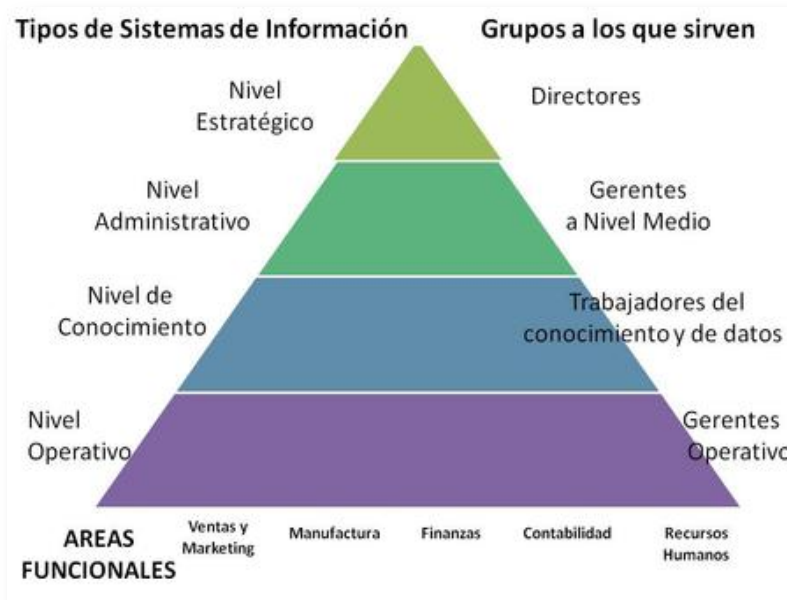 Tipos de Sistemas de Información
Grupos a los que sirven
Nivel
Estratégico
Directores
Nivel
Administrativo
Gerentes
a Nivel Medio
Nivel de
Conocimiento
Trabajadores del
conocimiento y de datos
Nivel
Operativo
Gerentes
Operativo
AREAS
FUNCIONALES
Ventas y
Marketing
Manufactura
Finanzas
Contabilidad
Recursos
Humanos